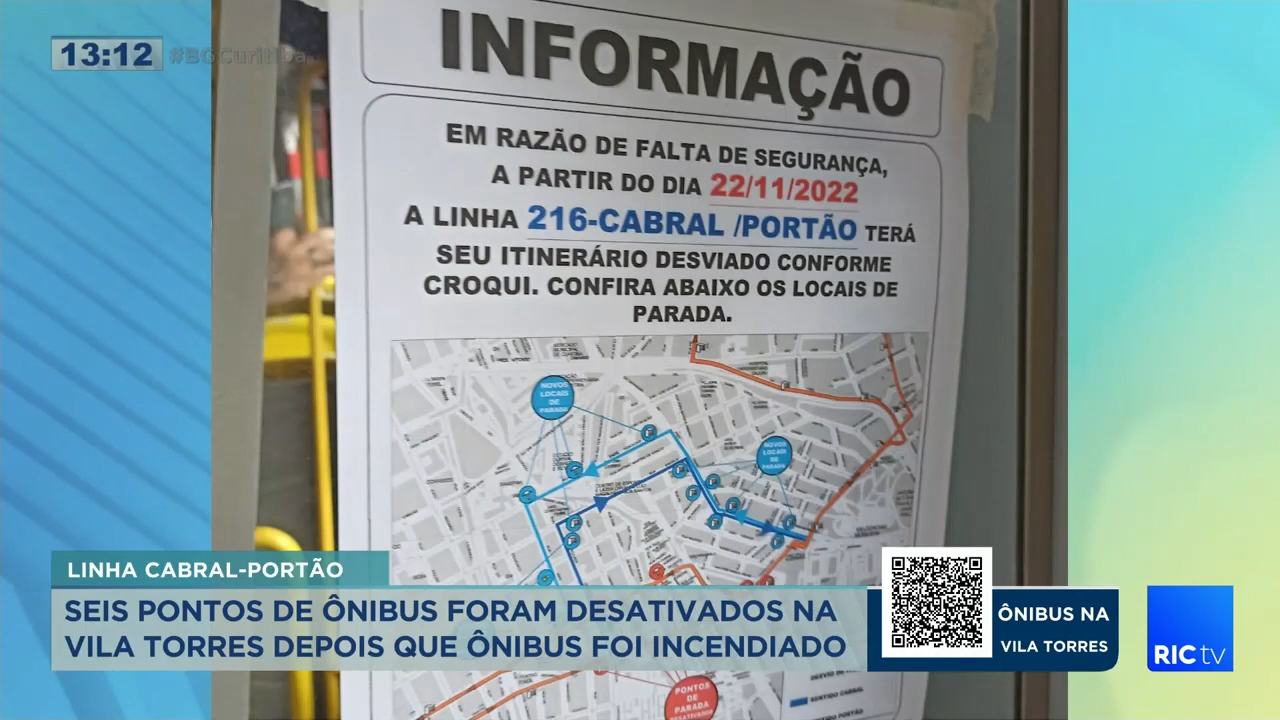 13:12 #BGCuritiba
INFORMAÇÃO
EM RAZÃO DE FALTA DE SEGURANÇA,
A PARTIR DO DIA 22/11/2022
A LINHA 216-CABRAL /PORTÃO TERÁ
SEU ITINERÁRIO DESVIADO CONFORME
CROQUI. CONFIRA ABAIXO OS LOCAIS DE
PARADA.
NOVOS
LOCAIS
DE
PARADA
NOVOS
LOCAIS
DE
PARADA
LINHA CABRAL-PORTÃO
SEIS PONTOS DE ÔNIBUS FORAM DESATIVADOS NA
VILA TORRES DEPOIS QUE ÔNIBUS FOI INCENDIADO
ÔNIBUS NA
VILA TORRES
RIC tv
PONTOS
DE
PARADA
DESATIVADOS
SENTIDO CABRAL
SENTIDO PORTÃO